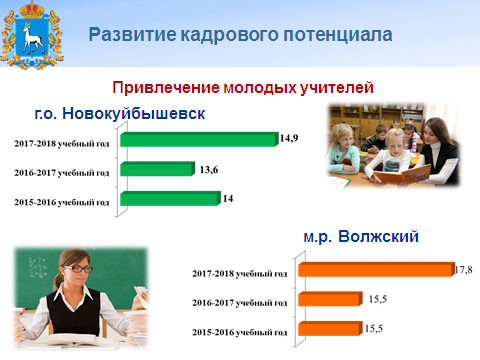 Развитие кадрового потенциала
Привлечение молодых учителей
г.о. Новокуйбышевск
2017-2018 учебный год 14,9
2016-2017 учебный год 13,6
2015-2016 учебный год 14
м.р. Волжский
2017-2018 учебный год 17,8
2016-2017 учебный год 15,5
2015-2016 учебный год 15,5